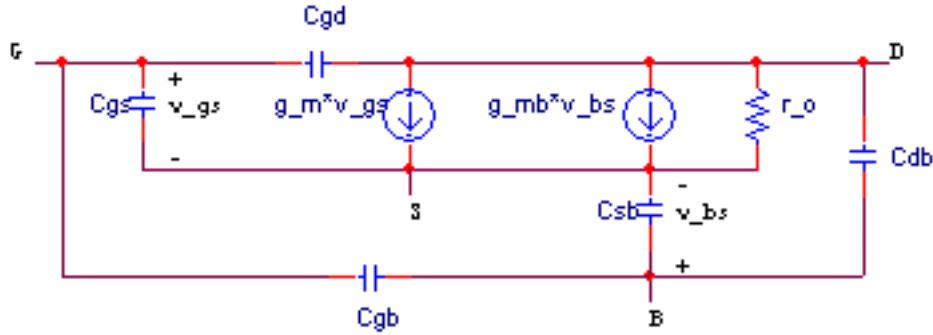 Cgd
G
D
+
Cgs
v_gs
g_m*v_gs
g_mb*v_bs
r_o
-
Cdb
S
-
Csb
v_bs
+
Cgb
B